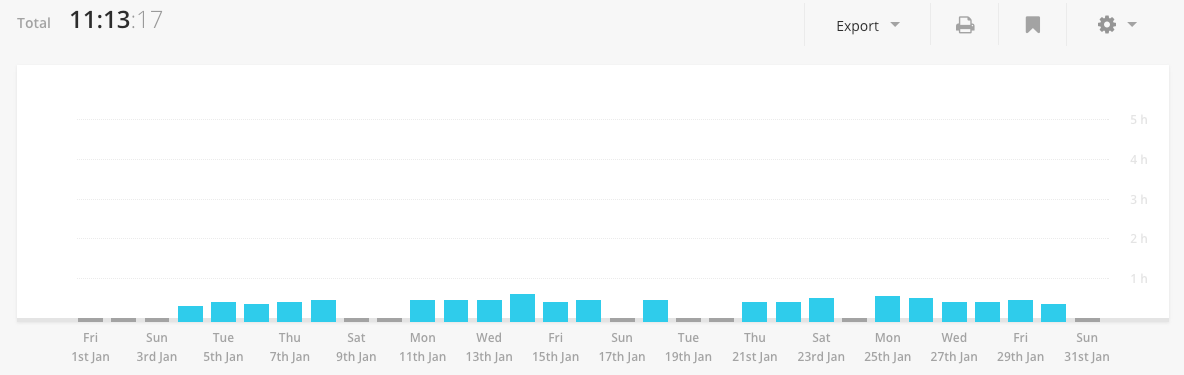 Total 11:13:17
Export
5 h
4 h
3 h
2 h
1 h
Fri Sun Tue Thu Sat Mon Wed Fri Sun Tue Thu Sat Mon Wed Fri Sun
1st Jan 3rd Jan 5th Jan 7th Jan 9th Jan 11th Jan 13th Jan 15th Jan 17th Jan 19th Jan 21st Jan 23rd Jan 25th Jan 27th Jan 29th Jan 31st Jan